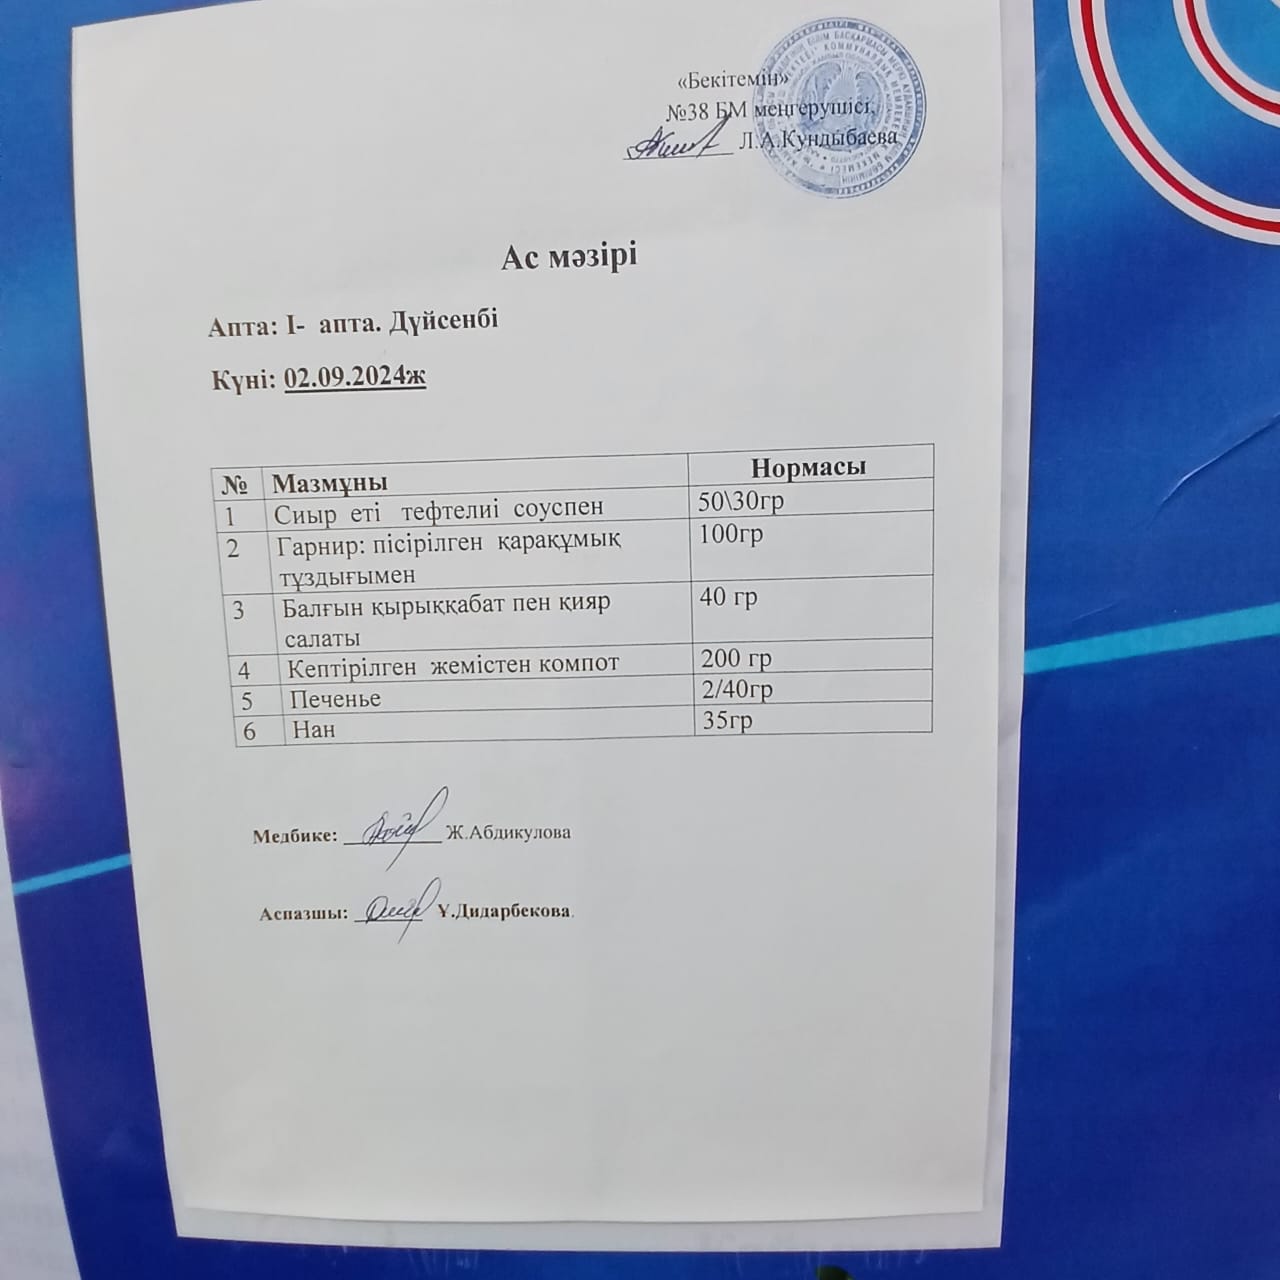 «Бекітемін»
№38 БМ меңгерушісі,
Л.А.Кундыбаева
Ас мәзірі
Апта: I- апта. Дүйсенбі
Күні: 02.09.2024ж
№ Мазмұны Нормасы
1 Сиыр еті тефтелиі соуспен 50\30гр
2 Гарнир: пісірілген қарақұмық 100гр
тұздығымен
3 Балғын қырыққабат пен қияр 40 гр
салаты
4 Кептірілген жемістен компот 200 гр
5 Печенье 2/40гр
6 Нан 35гр
Медбике: Ж.Абдикулова
Аспазшы: Ұ.Дидарбекова.